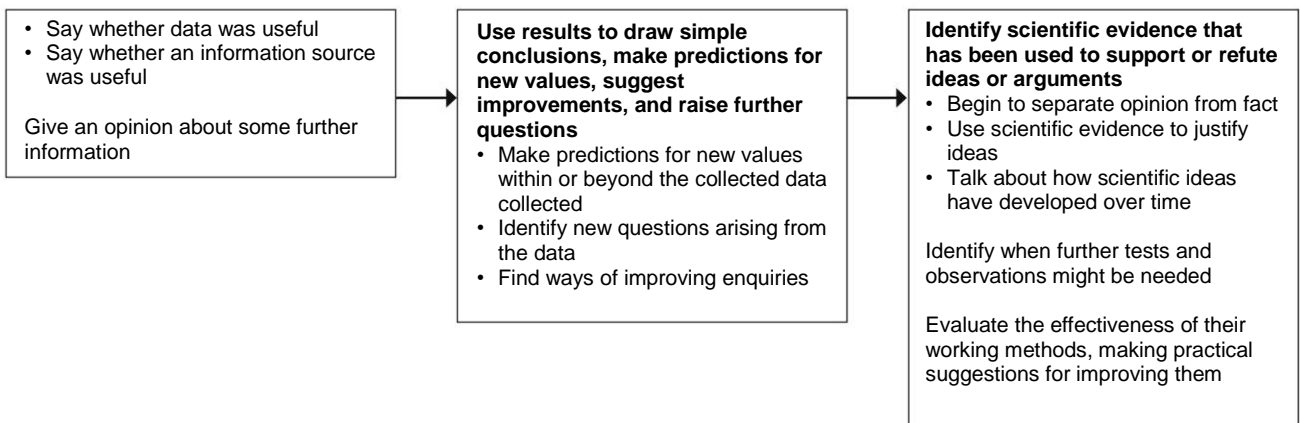 • Say whether data was useful
• Say whether an information source
was useful
Give an opinion about some further
information
Use results to draw simple
conclusions, make predictions for
new values, suggest
improvements, and raise further
questions
• Make predictions for new values
within or beyond the collected data
collected
• Identify new questions arising from
the data
• Find ways of improving enquiries
Identify scientific evidence that
has been used to support or refute
ideas or arguments
• Begin to separate opinion from fact
• Use scientific evidence to justify
ideas
• Talk about how scientific ideas
have developed over time
Identify when further tests and
observations might be needed
Evaluate the effectiveness of their
working methods, making practical
suggestions for improving them